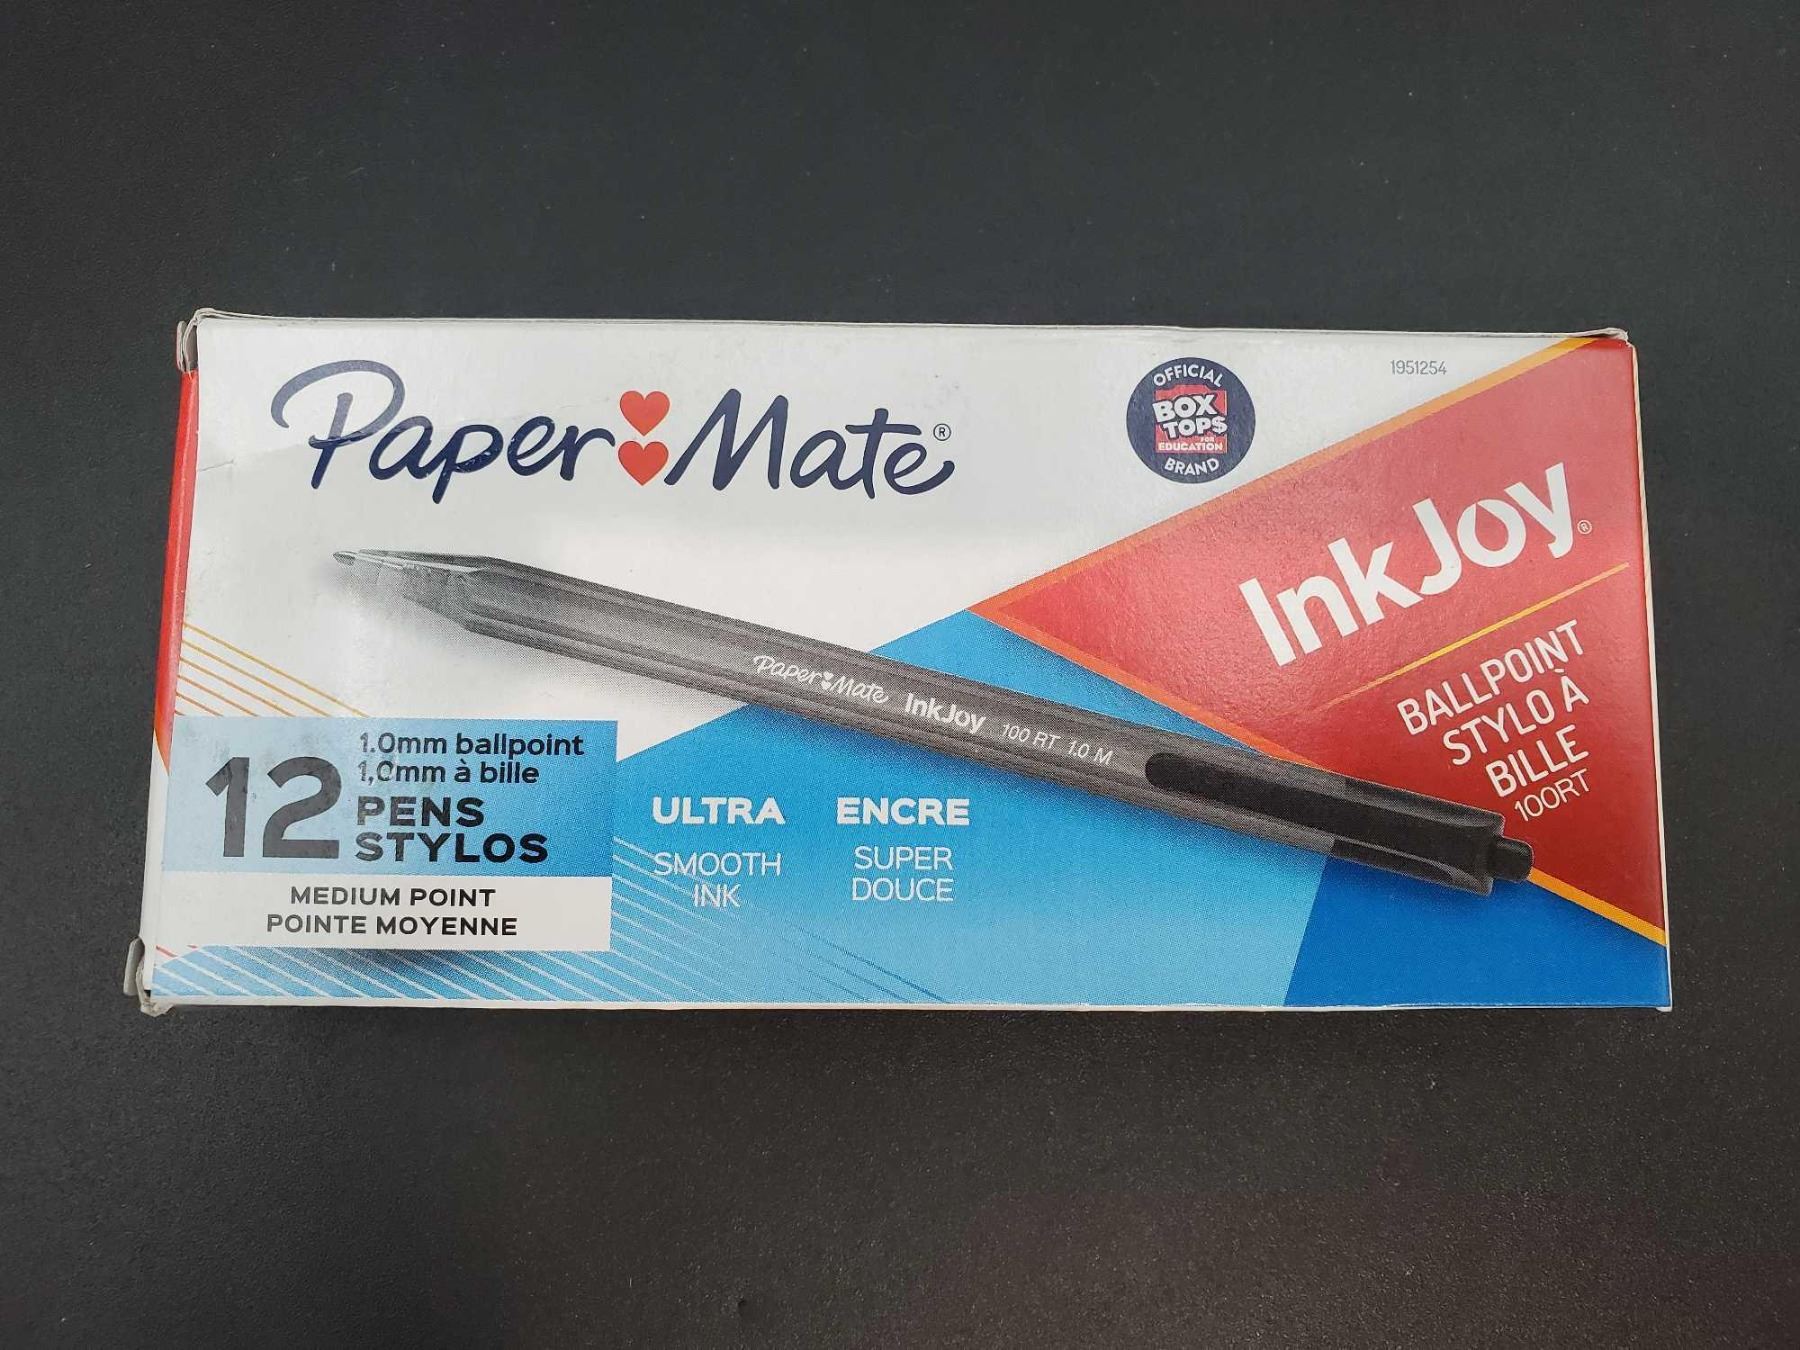 Paper Mate®
OFFICIAL
BOX
TOPS
FOR
EDUCATION
BRAND
1951254
InkJoy®
BALLPOINT
STYLO À
BILLE
100RT
Paper Mate InkJoy 100 RT 1.0 M
12
1.0mm ballpoint
1,0mm à bille
PENS
STYLOS
MEDIUM POINT
POINTE MOYENNE
ULTRA
SMOOTH
INK
ENCRE
SUPER
DOUCE